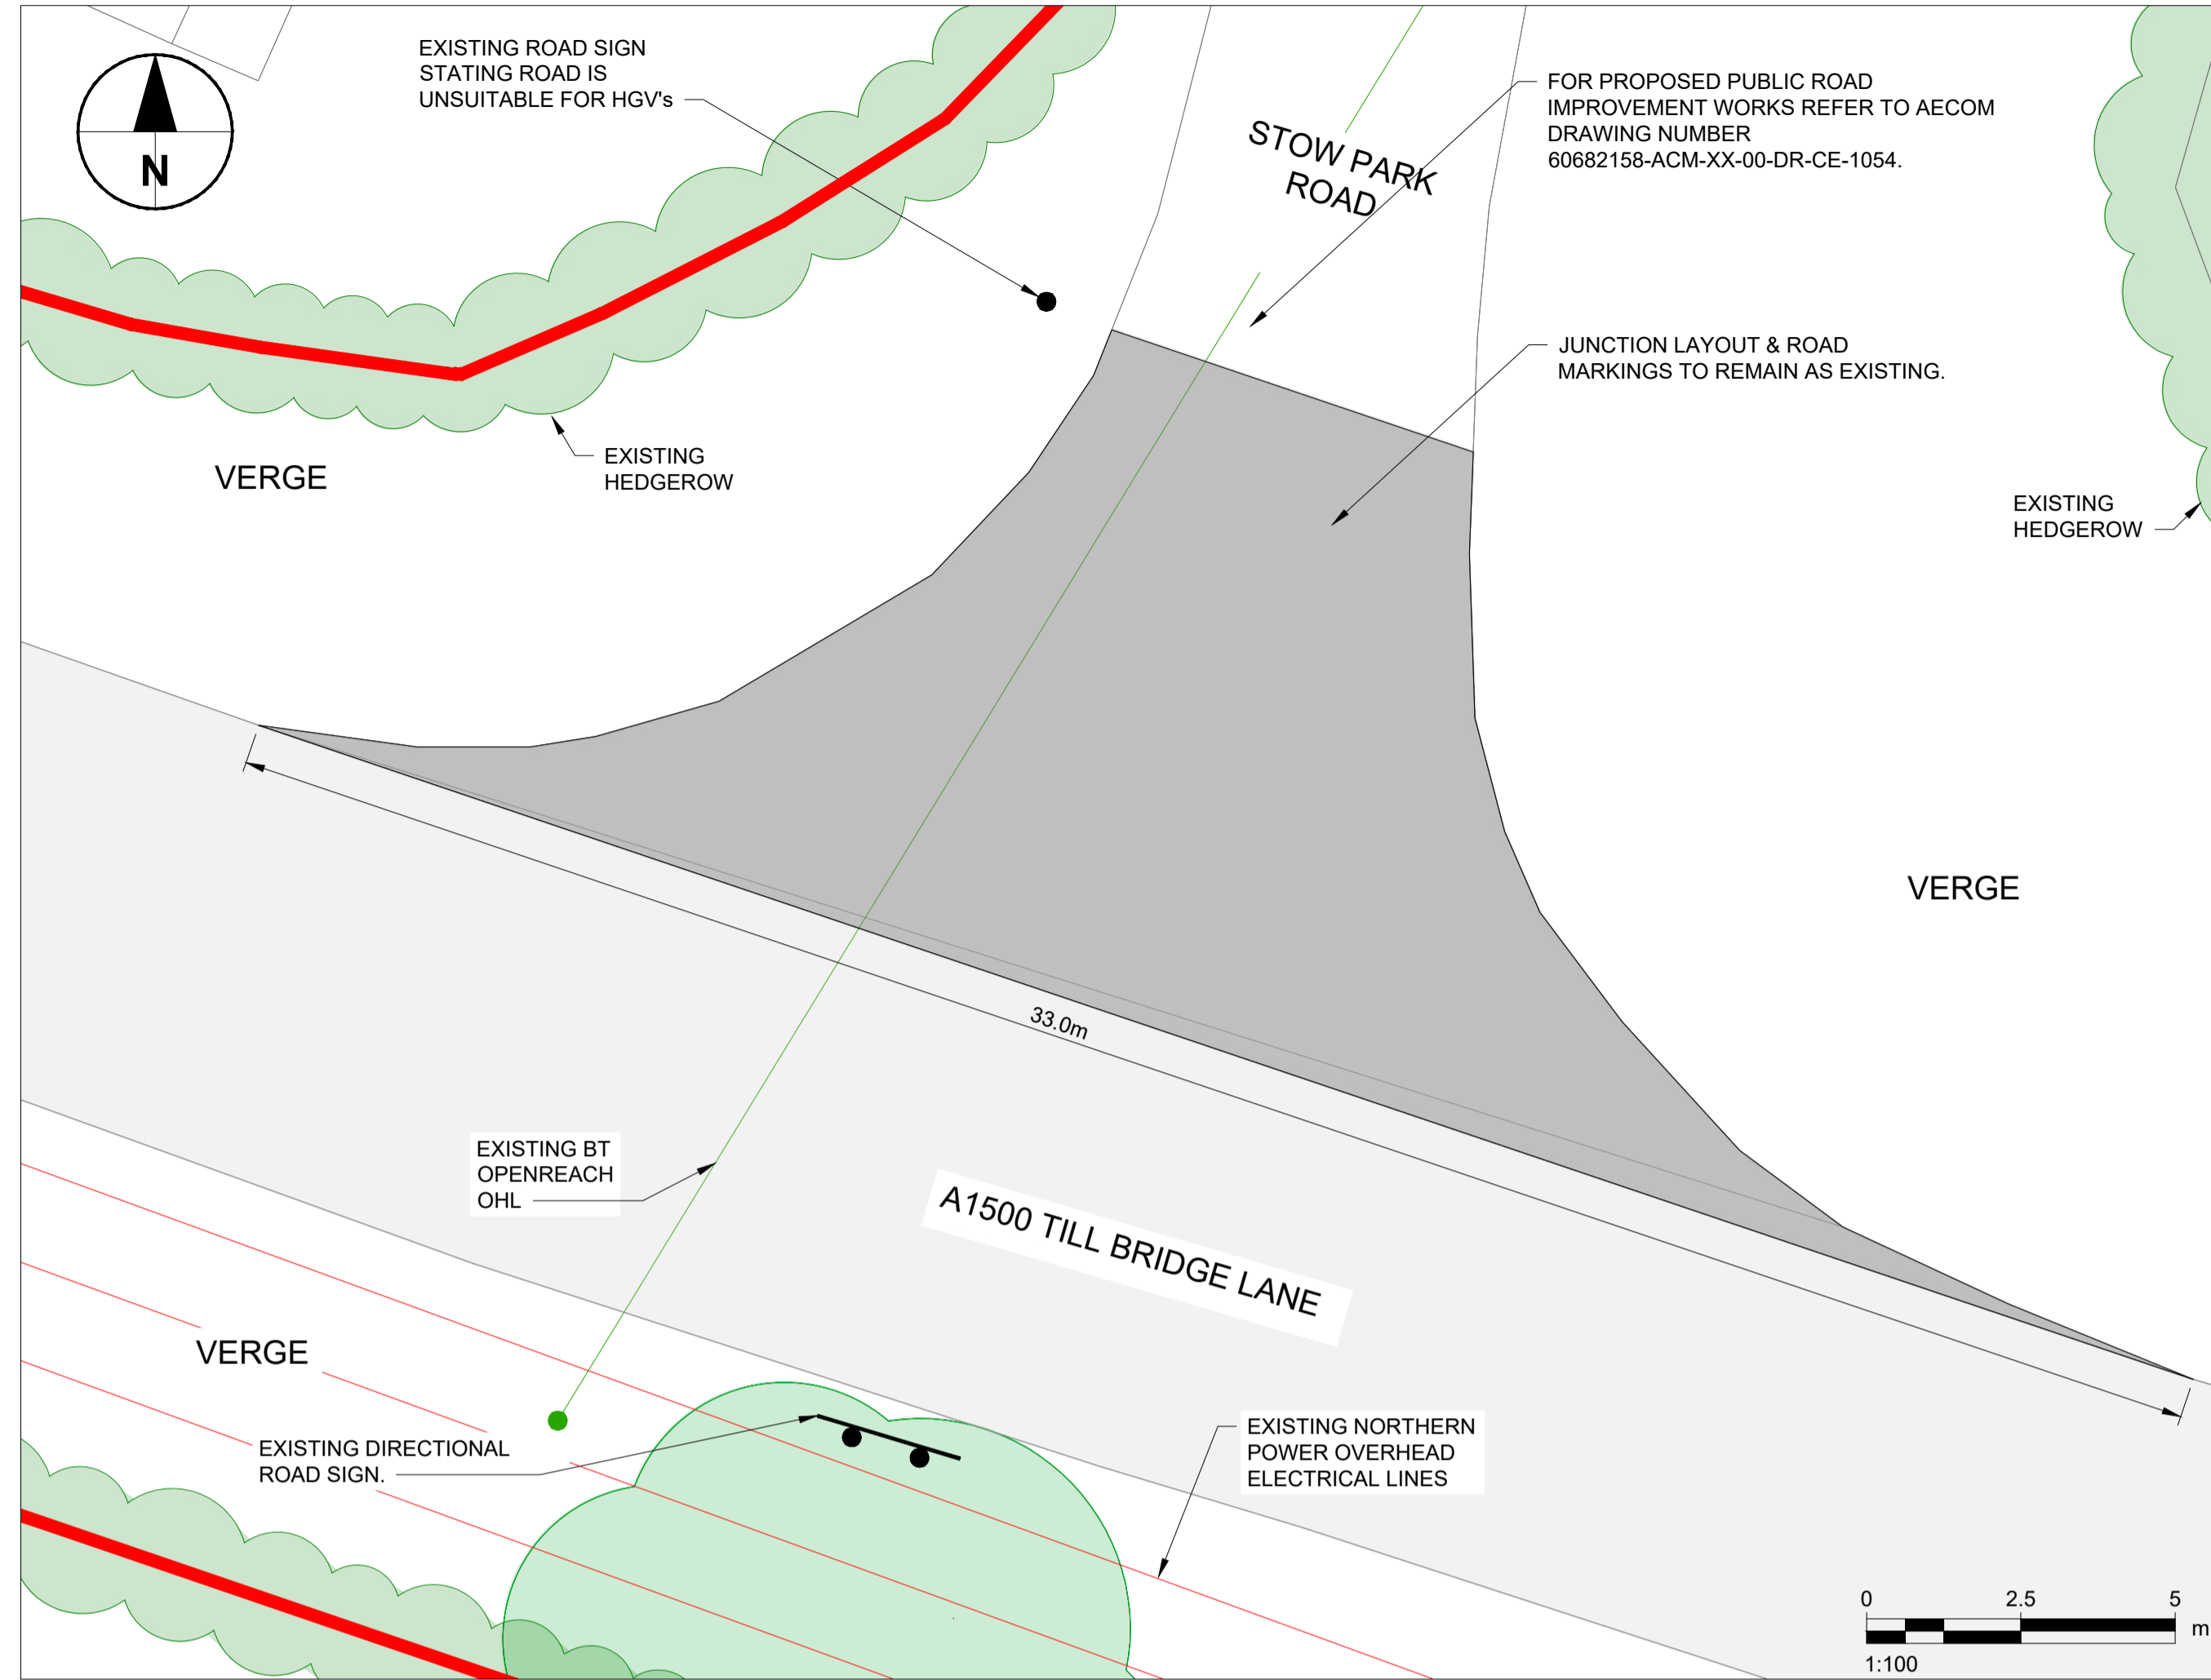 EXISTING ROAD SIGN
STATING ROAD IS
UNSUITABLE FOR HGV's
N
STOW PARK
ROAD
FOR PROPOSED PUBLIC ROAD
IMPROVEMENT WORKS REFER TO AECOM
DRAWING NUMBER
60682158-ACM-XX-00-DR-CE-1054.
JUNCTION LAYOUT & ROAD
MARKINGS TO REMAIN AS EXISTING.
EXISTING
HEDGEROW
VERGE
EXISTING
HEDGEROW
VERGE
33.0m
EXISTING BT
OPENREACH
OHL
A1500 TILL BRIDGE LANE
VERGE
EXISTING DIRECTIONAL
ROAD SIGN.
EXISTING NORTHERN
POWER OVERHEAD
ELECTRICAL LINES
0 2.5 5
m
1:100